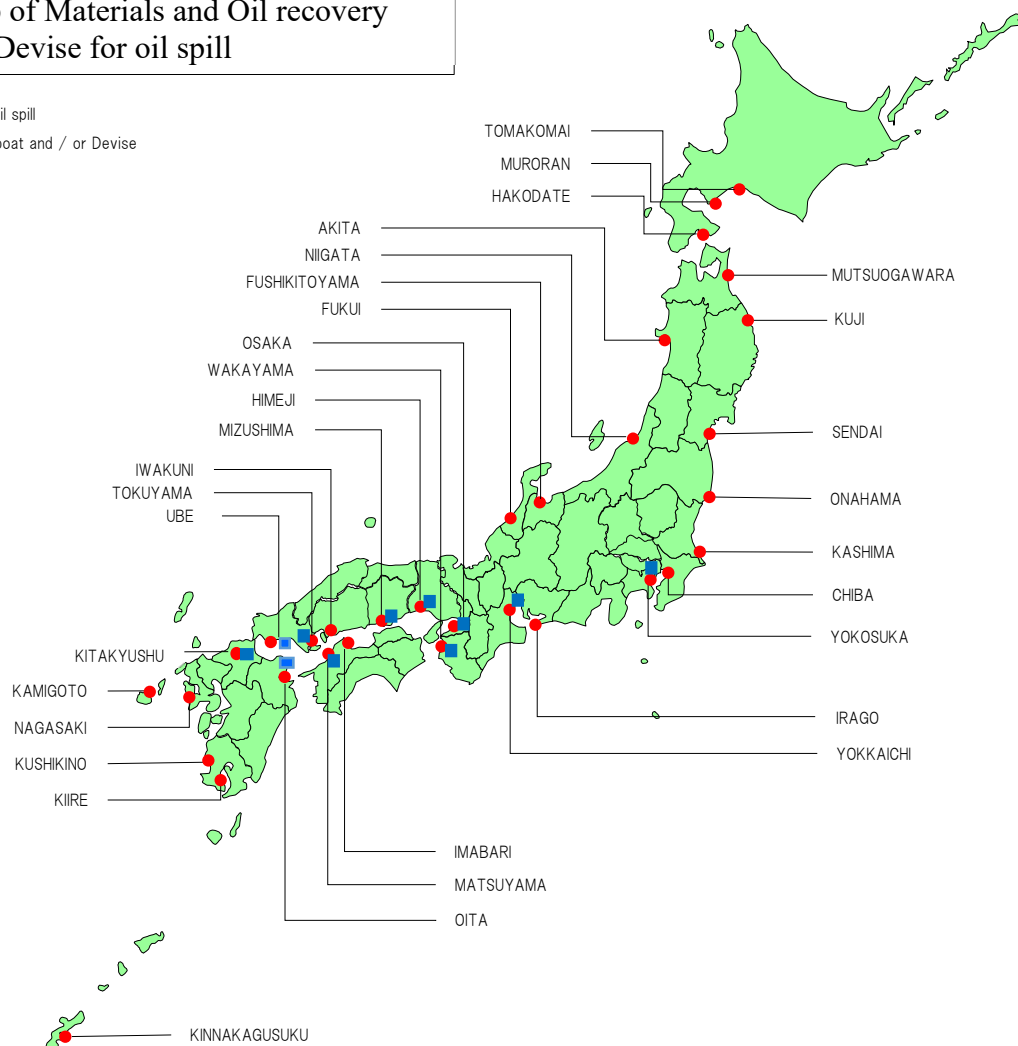 of Materials and Oil recovery
Devise for oil spill
oil spill
boat and / or Devise
TOMAKOMAI
MURORAN
HAKODATE
AKITA
NIIGATA
FUSHIKITOYAMA
FUKUI
MUTSUOGAWARA
KUJI
OSAKA
WAKAYAMA
HIMEJI
MIZUSHIMA
SENDAI
IWAKUNI
TOKUYAMA
UBE
ONAHAMA
KASHIMA
CHIBA
YOKOSUKA
KITAKYUSHU
KAMIGOTO
NAGASAKI
KUSHIKINO
KIIRE
IRAGO
YOKKAICHI
IMABARI
MATSUYAMA
OITA
KINNAKAGUSUKU